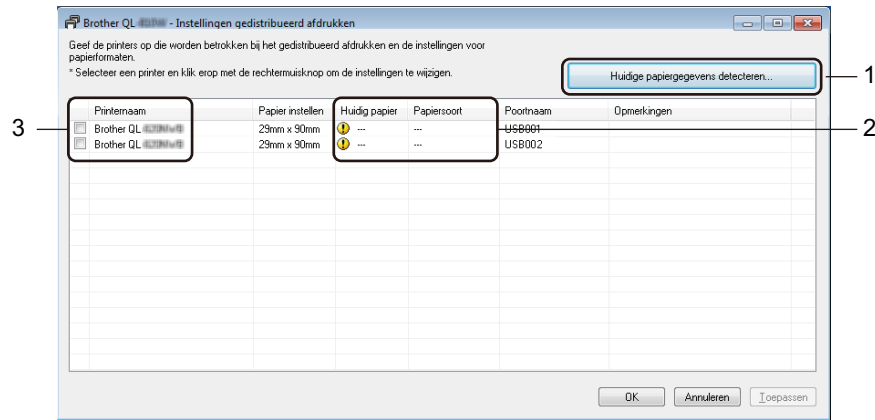 Brother QL - Instellingen gedistribueerd afdrukken
Geef de printers op die worden betrokken bij het gedistribueerd afdrukken en de instellingen voor
papierformaten.
* Selecteer een printer en klik erop met de rechtermuisknop om de instellingen te wijzigen.
Huidige papiergegevens detecteren...
1
Printernaam Papier instellen Huidig papier Papiersoort Poortnaam Opmerkingen
3
Brother QL 29mm x 90mm --- --- USB001
2
Brother QL 29mm x 90mm --- --- USB002
OK Annuleren Toepassen